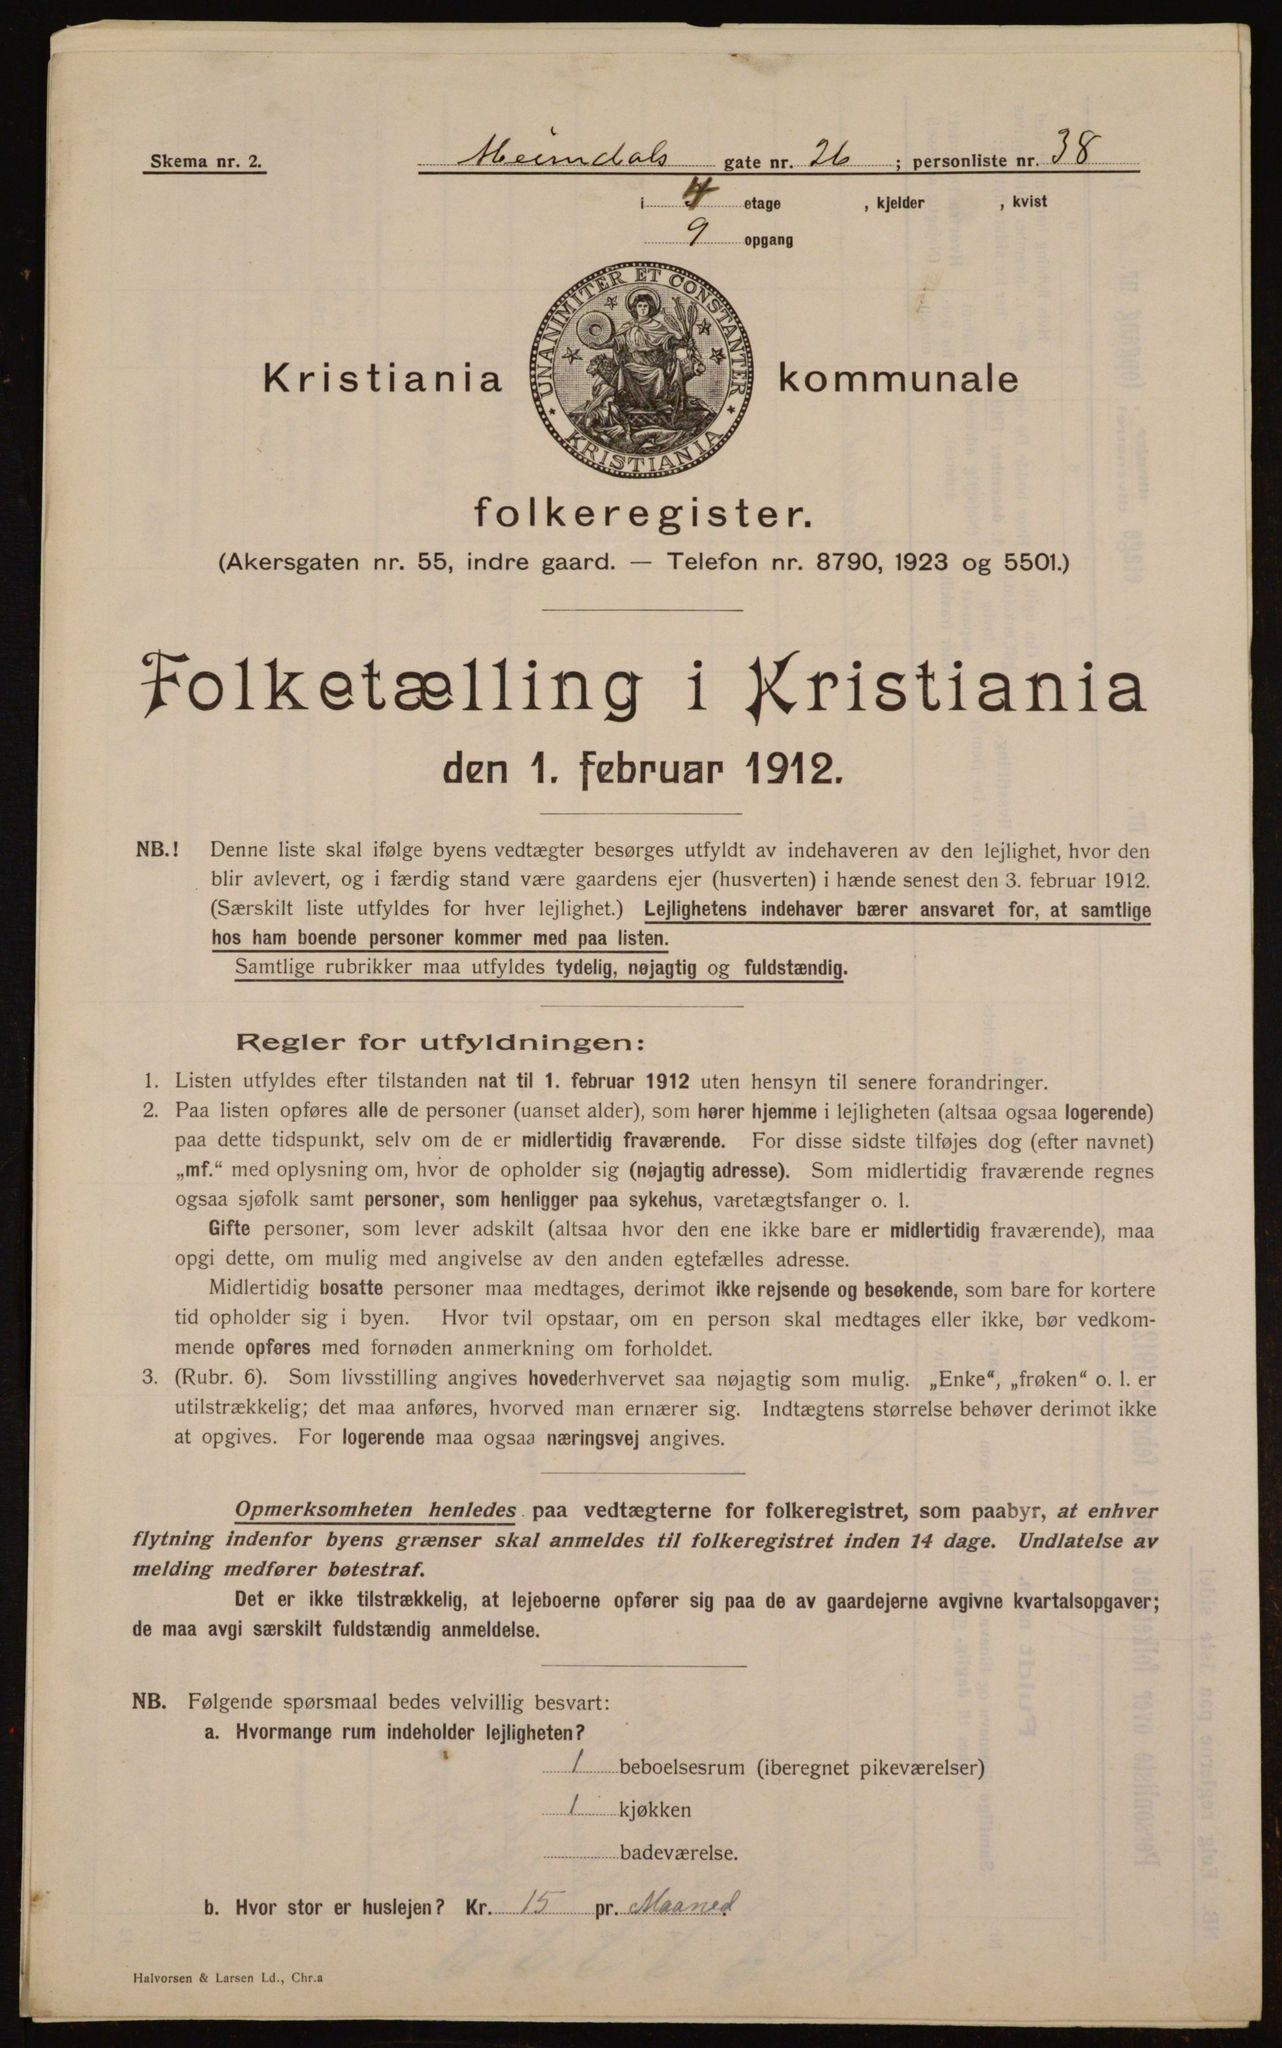 Skema nr. 2.
Heimdals gate nr. 26 ; personliste nr. 38
i 4 etage , kjelder , kvist
9 opgang
UNANIMITER ET CONSTANTER
KRISTIANIA
Kristiania kommunale
folkeregister.
(Akersgaten nr. 55, indre gaard. — Telefon nr. 8790, 1923 og 5501.)
Folketælling i Kristiania
den 1. februar 1912.
NB.! Denne liste skal ifølge byens vedtægter besørges utfyldt av indehaveren av den lejlighet, hvor den
blir avlevert, og i færdig stand være gaardens ejer (husverten) i hænde senest den 3. februar 1912.
(Særskilt liste utfyldes for hver lejlighet.) Lejlighetens indehaver bærer ansvaret for, at samtlige
hos ham boende personer kommer med paa listen.
Samtlige rubrikker maa utfyldes tydelig, nøjagtig og fuldstændig.
Regler for utfyldningen:
1. Listen utfyldes efter tilstanden nat til 1. februar 1912 uten hensyn til senere forandringer.
2. Paa listen opføres alle de personer (uanset alder), som hører hjemme i lejligheten (altsaa ogsaa logerende)
paa dette tidspunkt, selv om de er midlertidig fraværende. For disse sidste tilføjes dog (efter navnet)
„mf.“ med oplysning om, hvor de opholder sig (nøjagtig adresse). Som midlertidig fraværende regnes
ogsaa sjøfolk samt personer, som henligger paa sykehus, varetægtsfanger o. l.
Gifte personer, som lever adskilt (altsaa hvor den ene ikke bare er midlertidig fraværende), maa
opgi dette, om mulig med angivelse av den anden egtefælles adresse.
Midlertidig bosatte personer maa medtages, derimot ikke rejsende og besøkende, som bare for kortere
tid opholder sig i byen. Hvor tvil opstaar, om en person skal medtages eller ikke, bør vedkom-
mende opføres med fornøden anmerkning om forholdet.
3. (Rubr. 6). Som livsstilling angives hovederhvervet saa nøjagtig som mulig. „Enke“, „frøken“ o. l. er
utilstrækkelig; det maa anføres, hvorved man ernærer sig. Indtægtens størrelse behøver derimot ikke
at opgives. For logerende maa ogsaa næringsvej angives.
Opmerksomheten henledes paa vedtægterne for folkeregistret, som paabyr, at enhver
flytning indenfor byens grænser skal anmeldes til folkeregistret inden 14 dage. Undlatelse av
melding medfører bøtestraf.
Det er ikke tilstrækkelig, at lejeboerne opfører sig paa de av gaardejerne avgivne kvartalsopgaver;
de maa avgi særskilt fuldstændig anmeldelse.
NB. Følgende spørsmaal bedes velvillig besvart:
a. Hvormange rum indeholder lejligheten?
1 beboelsesrum (iberegnet pikeværelser)
1 kjøkken
badeværelse.
b. Hvor stor er huslejen? Kr. 15 pr. Maaned
Halvorsen & Larsen Ld., Chr.a